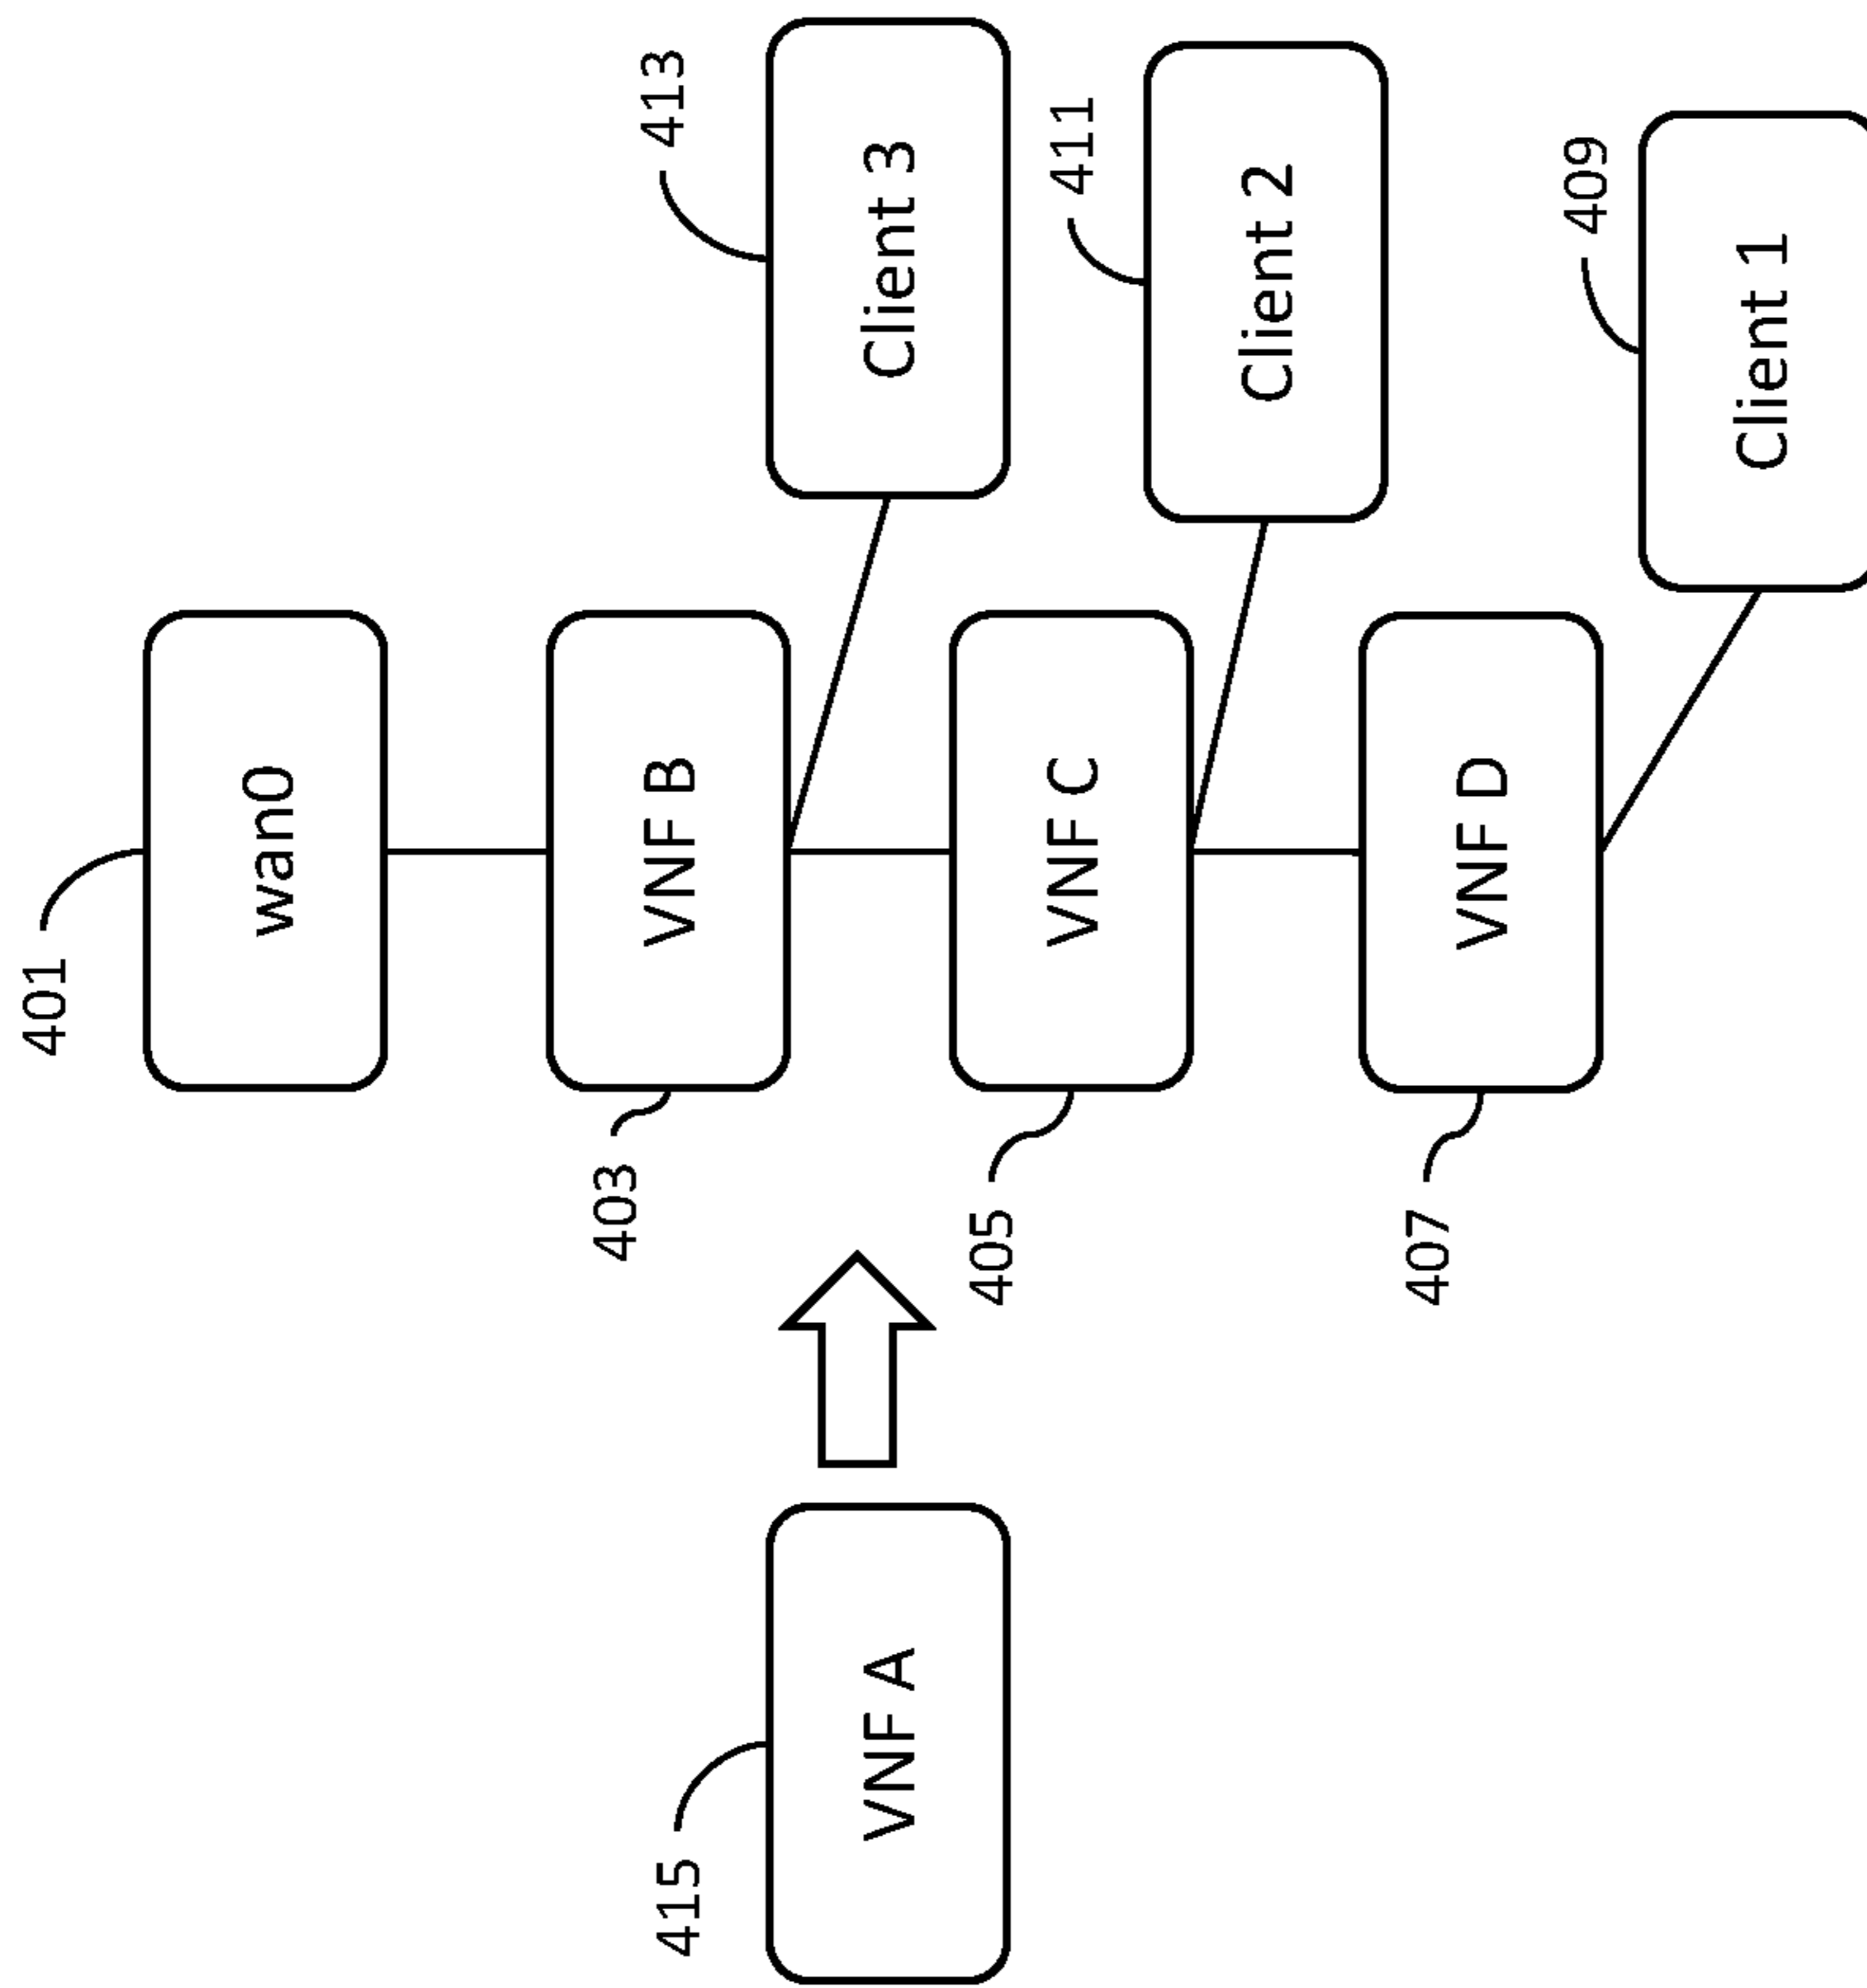 401
wan0
403
VNF B
405
VNF C
407
VNF D
413
Client 3
411
Client 2
409
Client 1
415
VNF A